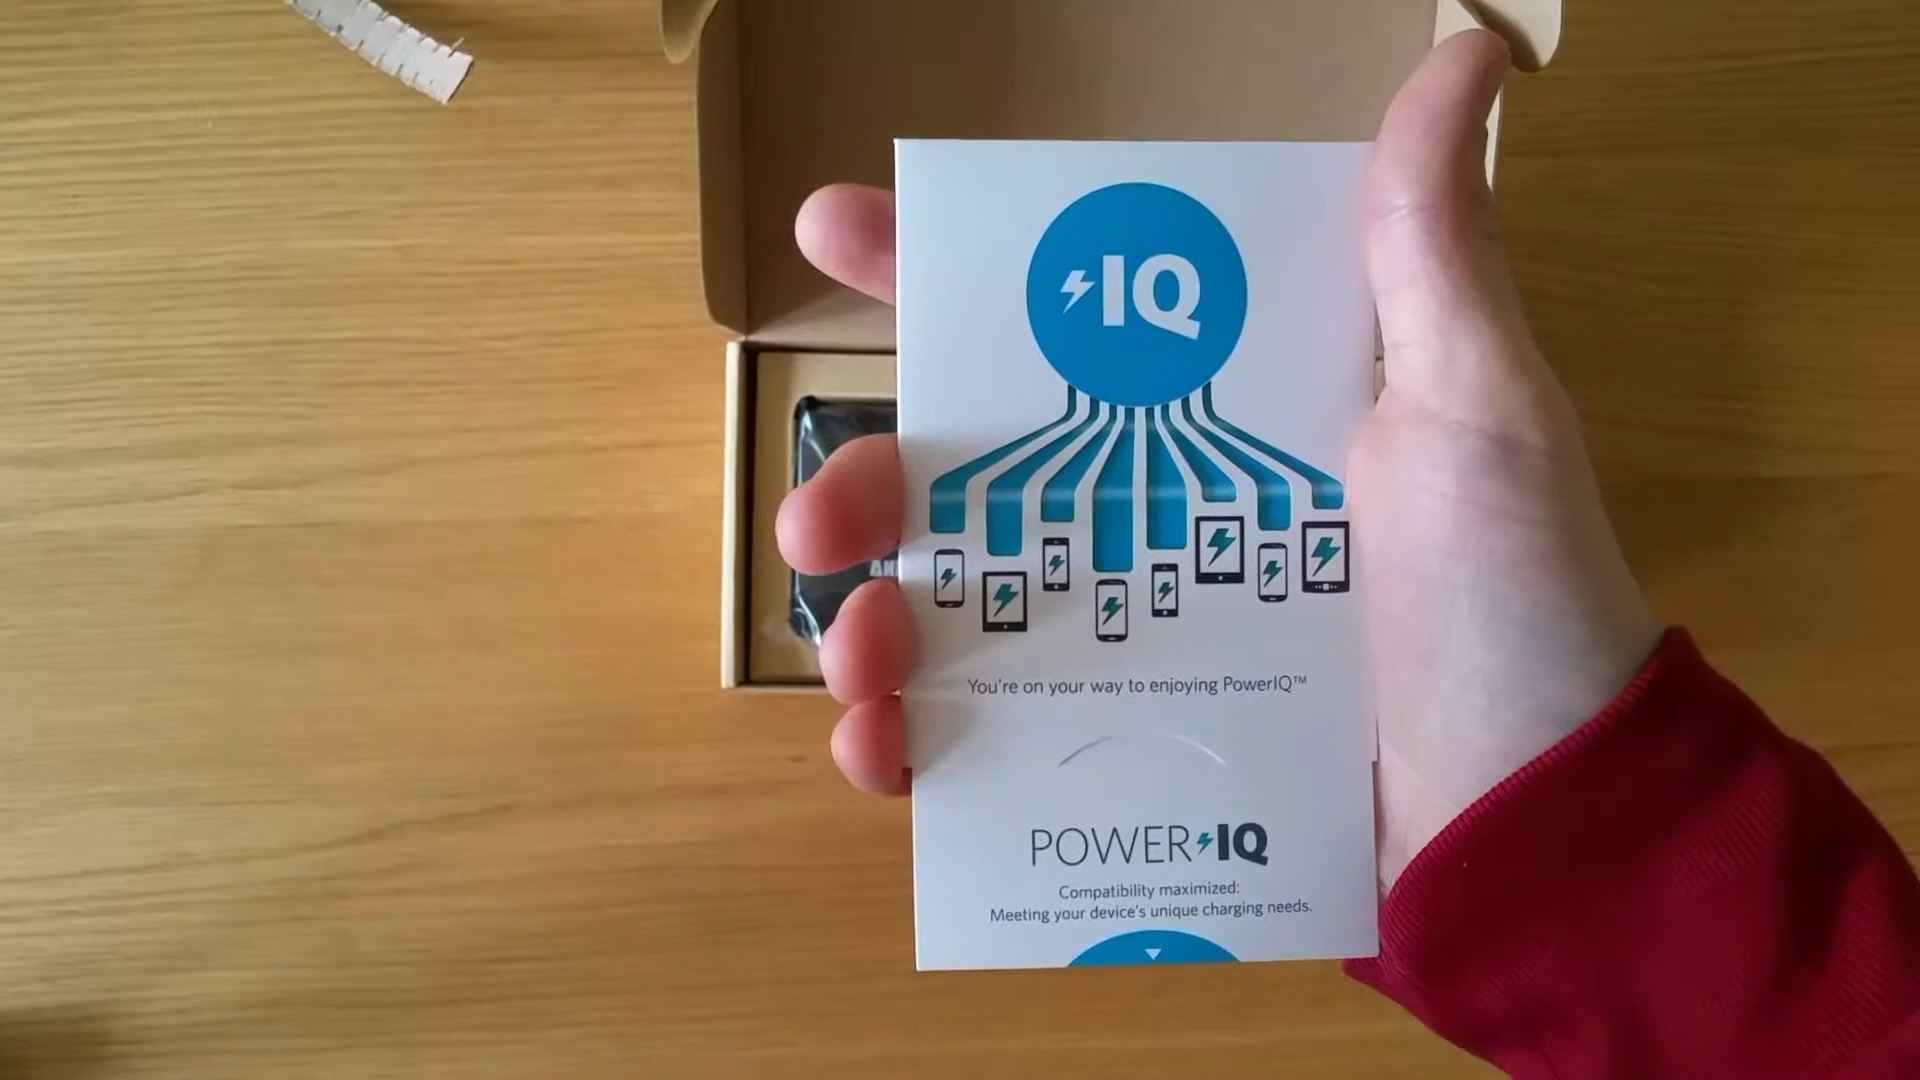 IQ
You're on your way to enjoying PowerIQ™
POWER IQ
Compatibility maximized:
Meeting your device's unique charging needs.